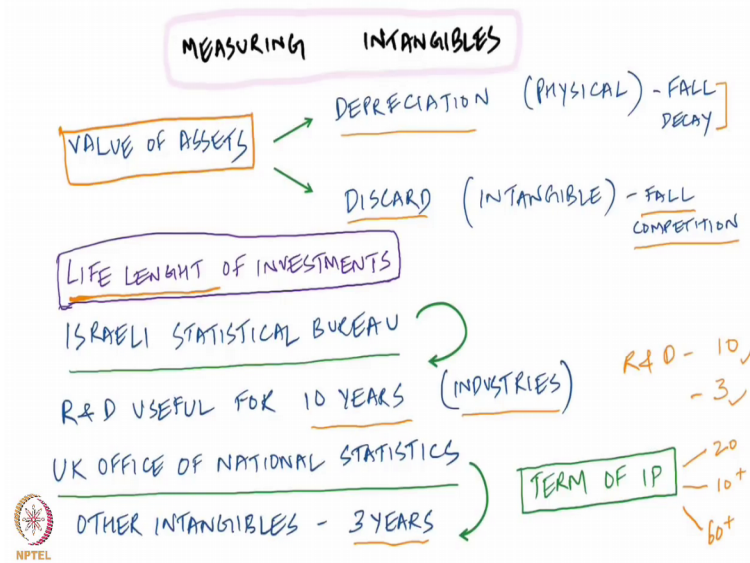 MEASURING INTANGIBLES
VALUE OF ASSETS
DEPRECIATION (PHYSICAL) - FALL
DECAY
DISCARD (INTANGIBLE) - FALL
COMPETITION
LIFE LENGHT OF INVESTMENTS
ISRAELI STATISTICAL BUREAU
R&D USEFUL FOR 10 YEARS (INDUSTRIES)
R&D - 10
- 3
UK OFFICE OF NATIONAL STATISTICS
OTHER INTANGIBLES - 3 YEARS
TERM OF IP
20
10+
60+
NPTEL